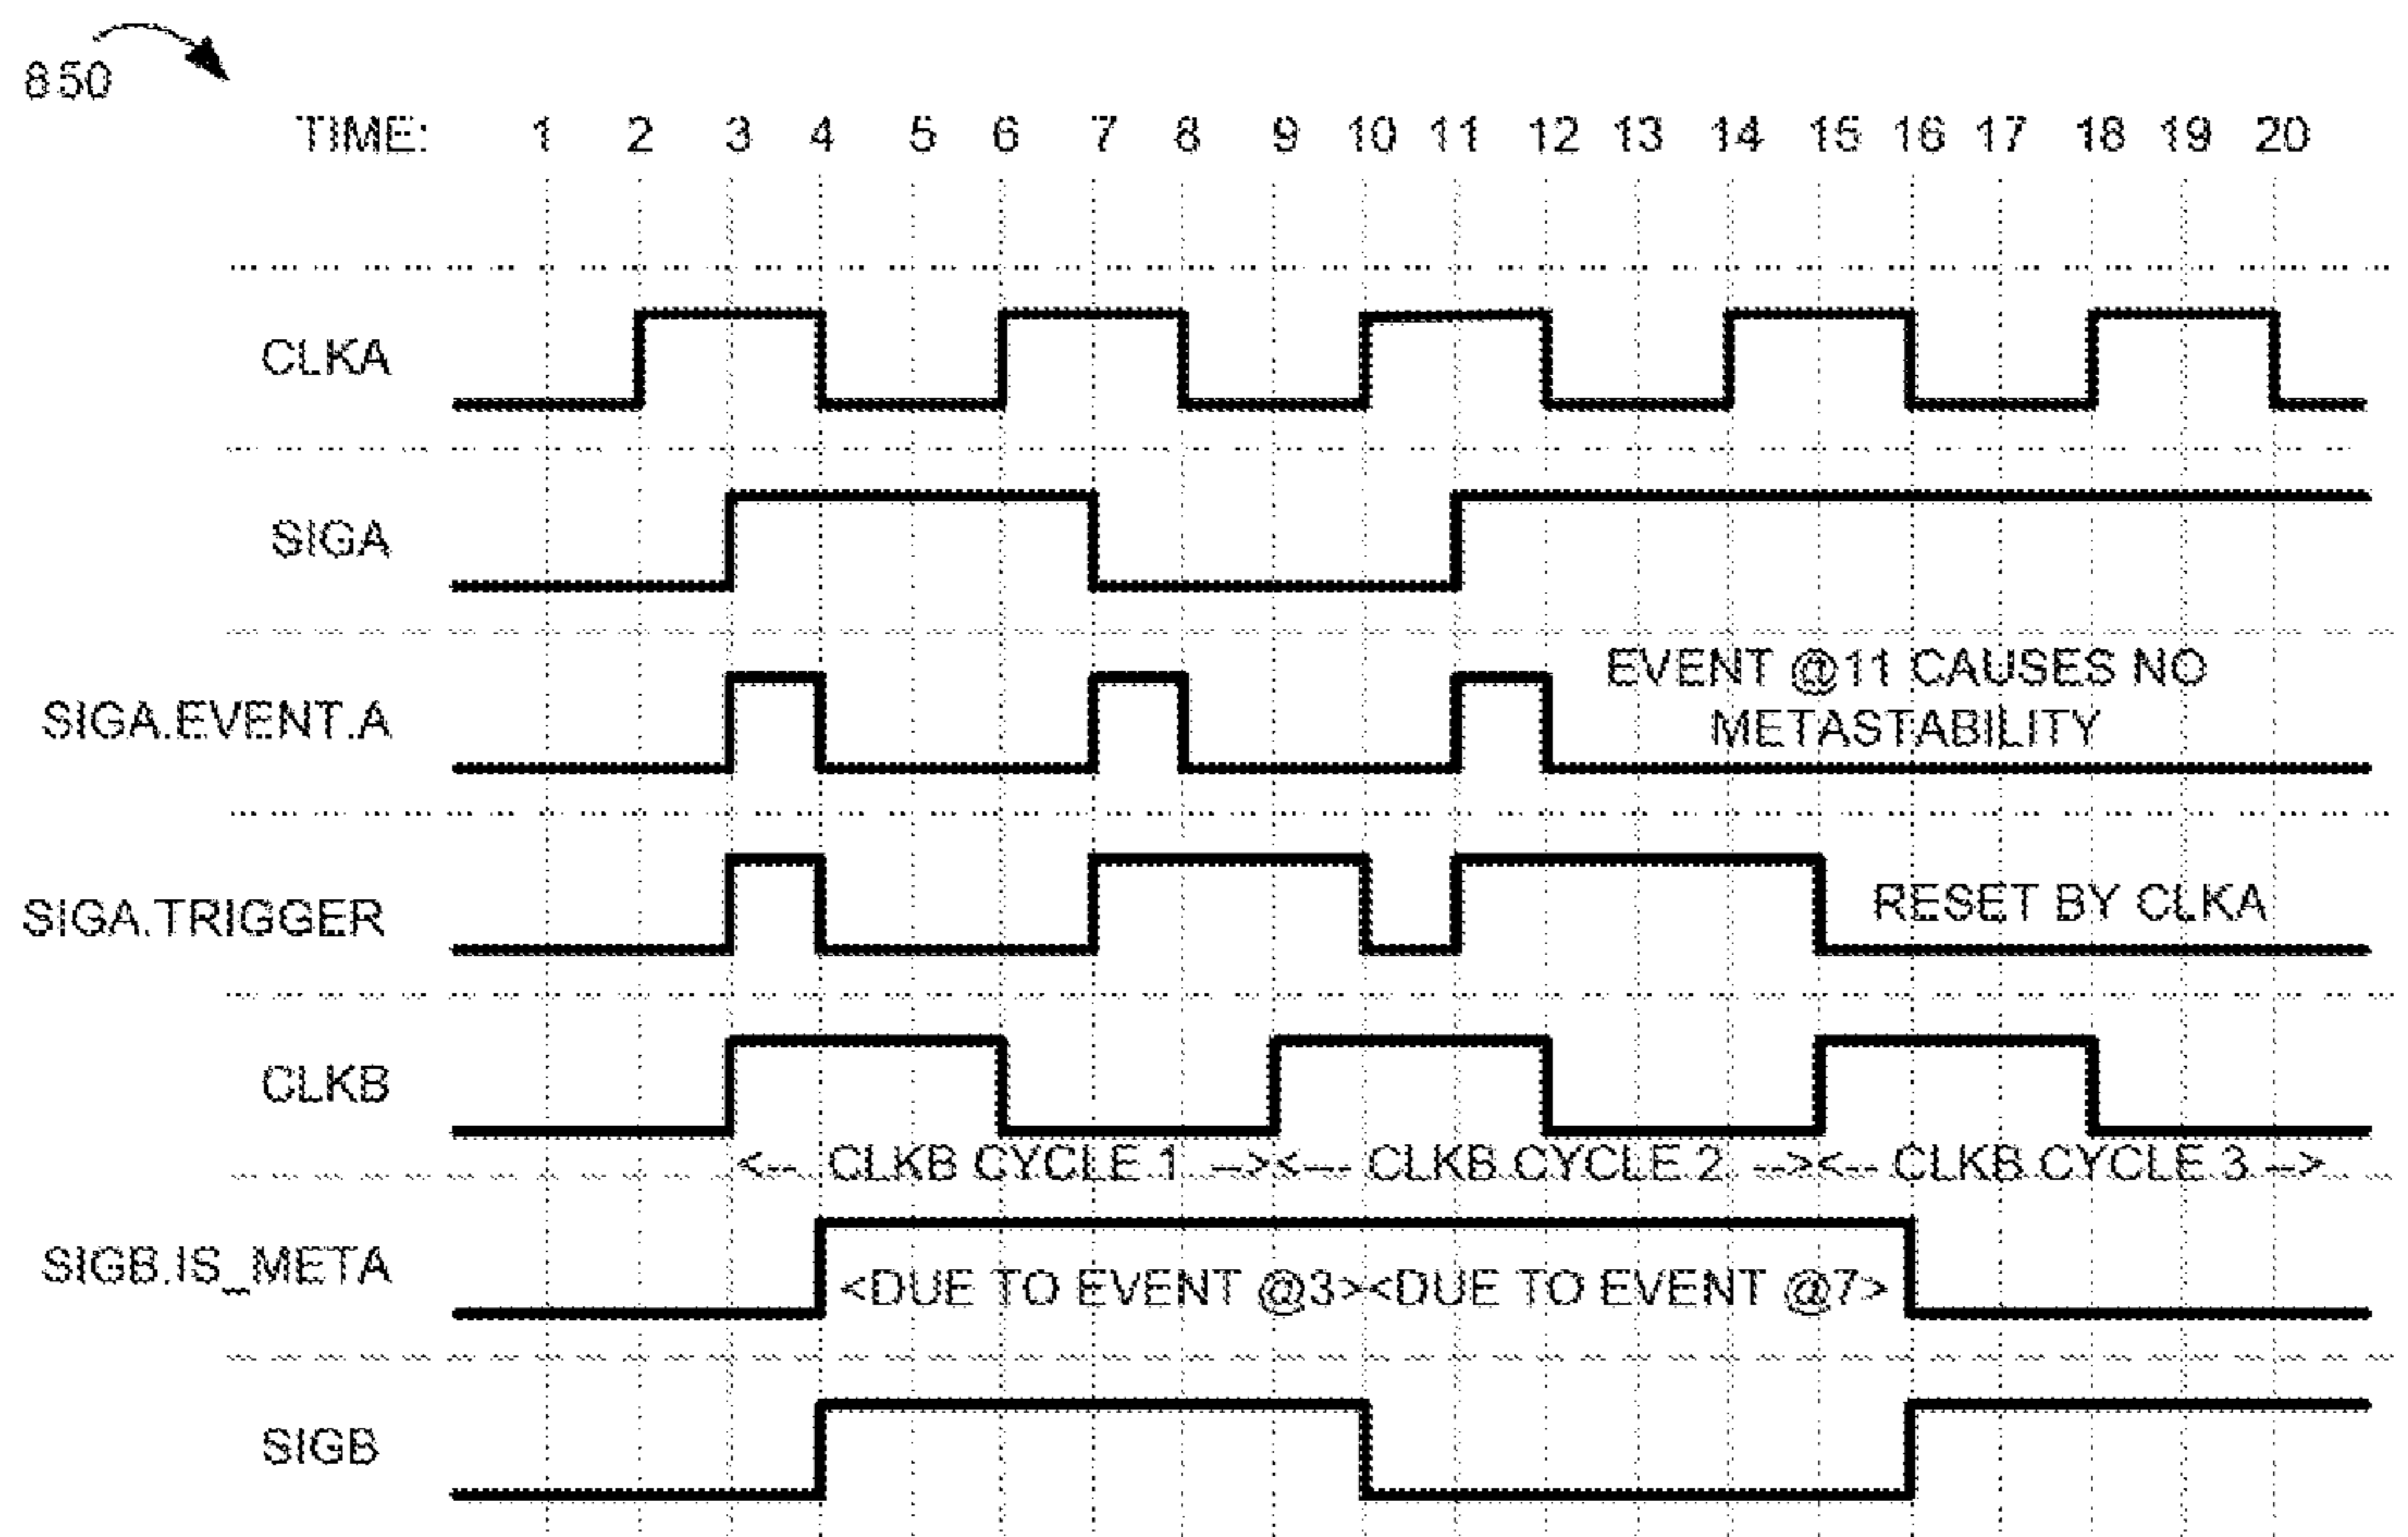 850
TIME: 1 2 3 4 5 6 7 8 9 10 11 12 13 14 15 16 17 18 19 20
CLKA
SIGA
SIGA.EVENT.A
EVENT @11 CAUSES NO
METASTABILITY
SIGA.TRIGGER
RESET BY CLKA
CLKB
<-- CLKB CYCLE 1 --><--- CLKB CYCLE 2 --><-- CLKB CYCLE 3 -->
SIGB.IS_META
<DUE TO EVENT @3><DUE TO EVENT @7>
SIGB